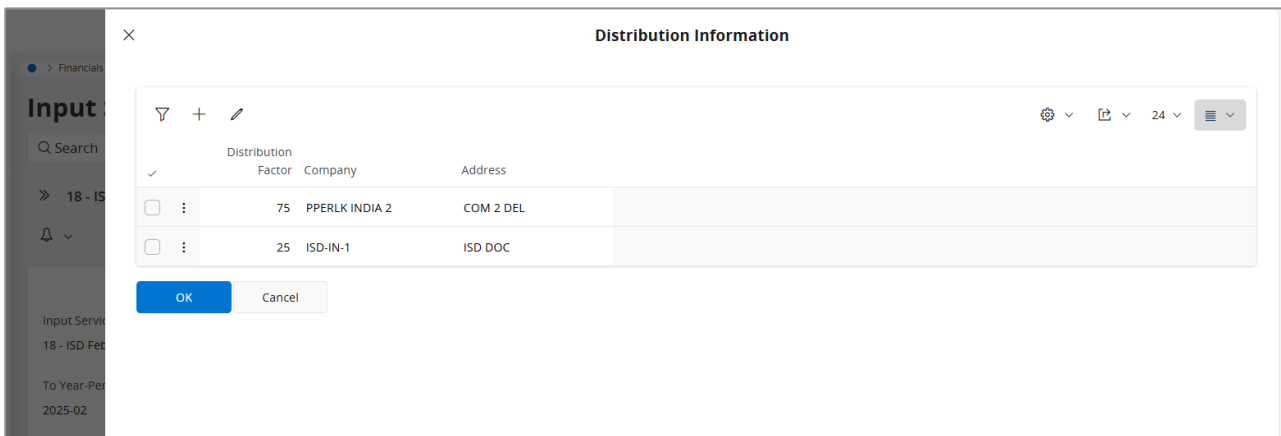 Distribution Information
Financials
Input
Search
18 - IS
24
Distribution
Factor Company Address
75 PPERLK INDIA 2 COM 2 DEL
25 ISD-IN-1 ISD DOC
OK Cancel
Input Servic
18 - ISD Feb
To Year-Per
2025-02